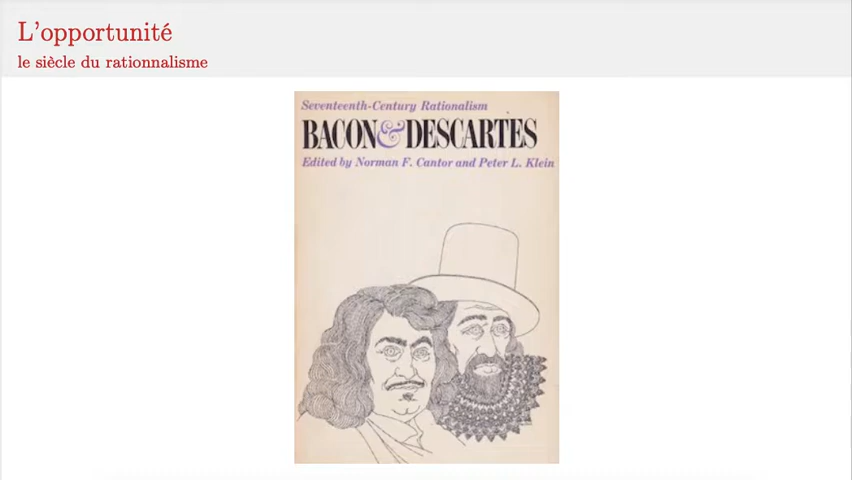 L'opportunité
le siècle du rationnalisme
Seventeenth-Century Rationalism
BACON & DESCARTES
Edited by Norman F. Cantor and Peter L. Klein